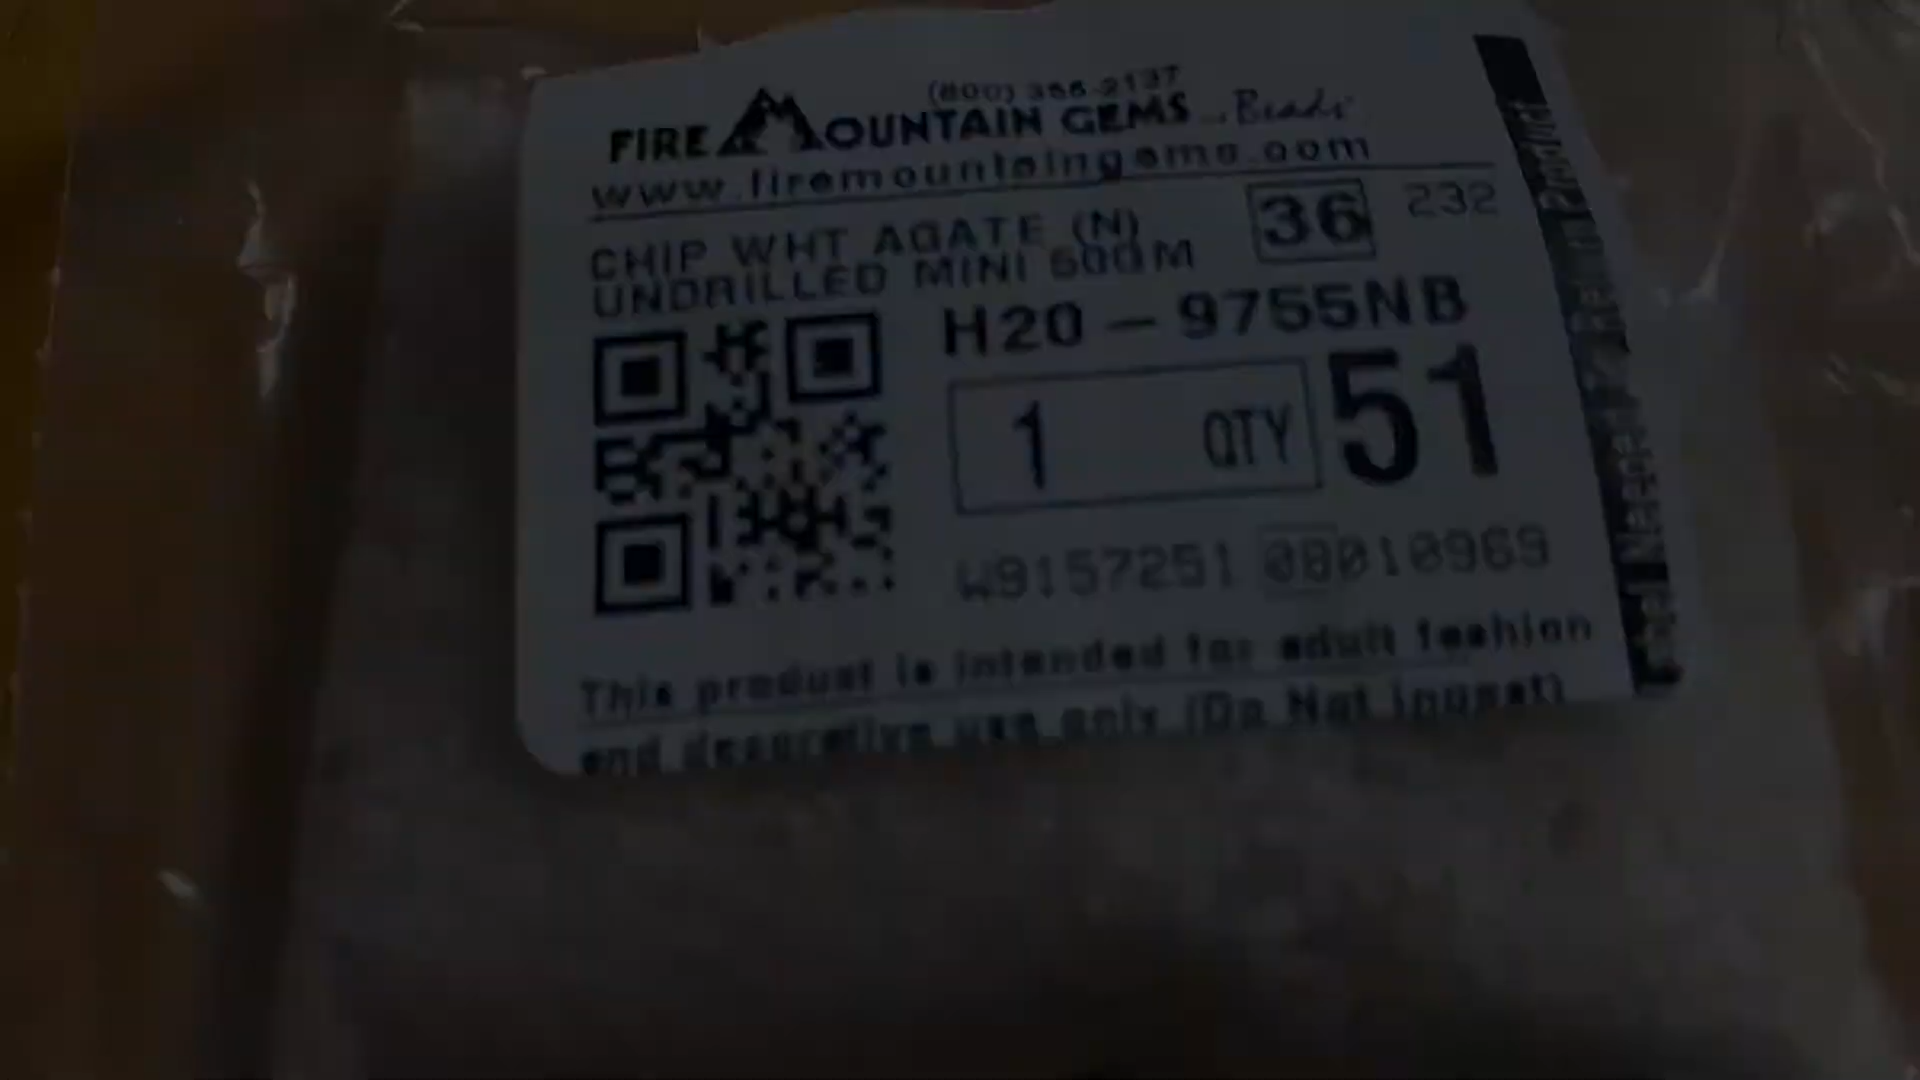 (800) 355-2137
FIRE MOUNTAIN GEMS and Beads
www.firemountaingems.com
CHIP WHT AGATE (N) 36 232
UNDRILLED MINI 50GM
H20-9755NB
1 QTY 51
W9157251 08010969
This product is intended for adult fashion
and decorative use only (Do Not ingest)